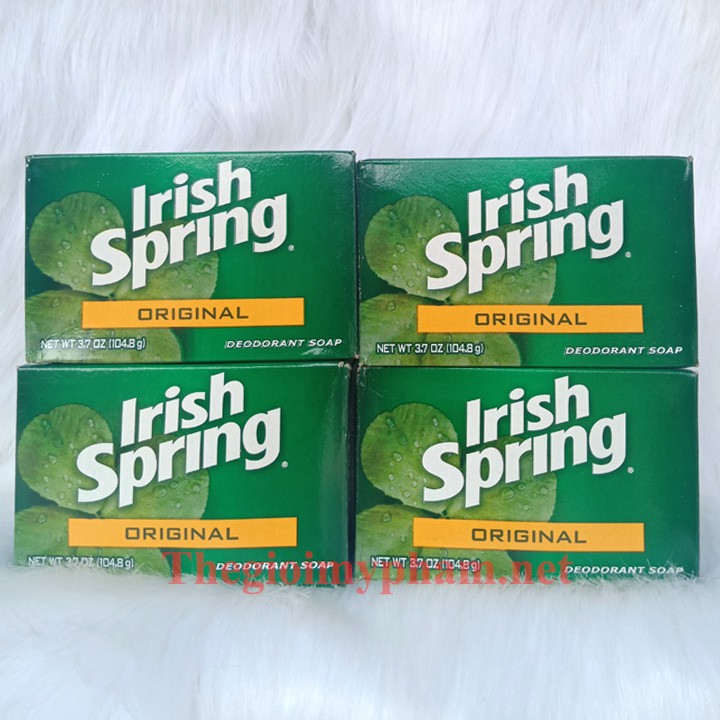 Irish
Spring®
ORIGINAL
NET WT 3.7 OZ (104.8 g)
DEODORANT SOAP
Irish
Spring®
ORIGINAL
NET WT 3.7 OZ (104.8 g)
DEODORANT SOAP
Irish
Spring®
ORIGINAL
NET WT 3.7 OZ (104.8 g)
DEODORANT SOAP
Irish
Spring®
ORIGINAL
NET WT 3.7 OZ (104.8 g)
DEODORANT SOAP
Thegioimypham.net